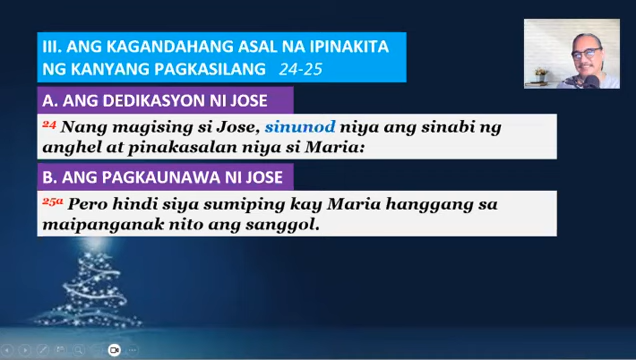 III. ANG KAGANDAHANG ASAL NA IPINAKITA
NG KANYANG PAGKASILANG 24-25
A. ANG DEDIKASYON NI JOSE
24 Nang magising si Jose, sinunod niya ang sinabi ng
anghel at pinakasalan niya si Maria:
B. ANG PAGKAUNAWA NI JOSE
25a Pero hindi siya sumiping kay Maria hanggang sa
maipanganak nito ang sanggol.